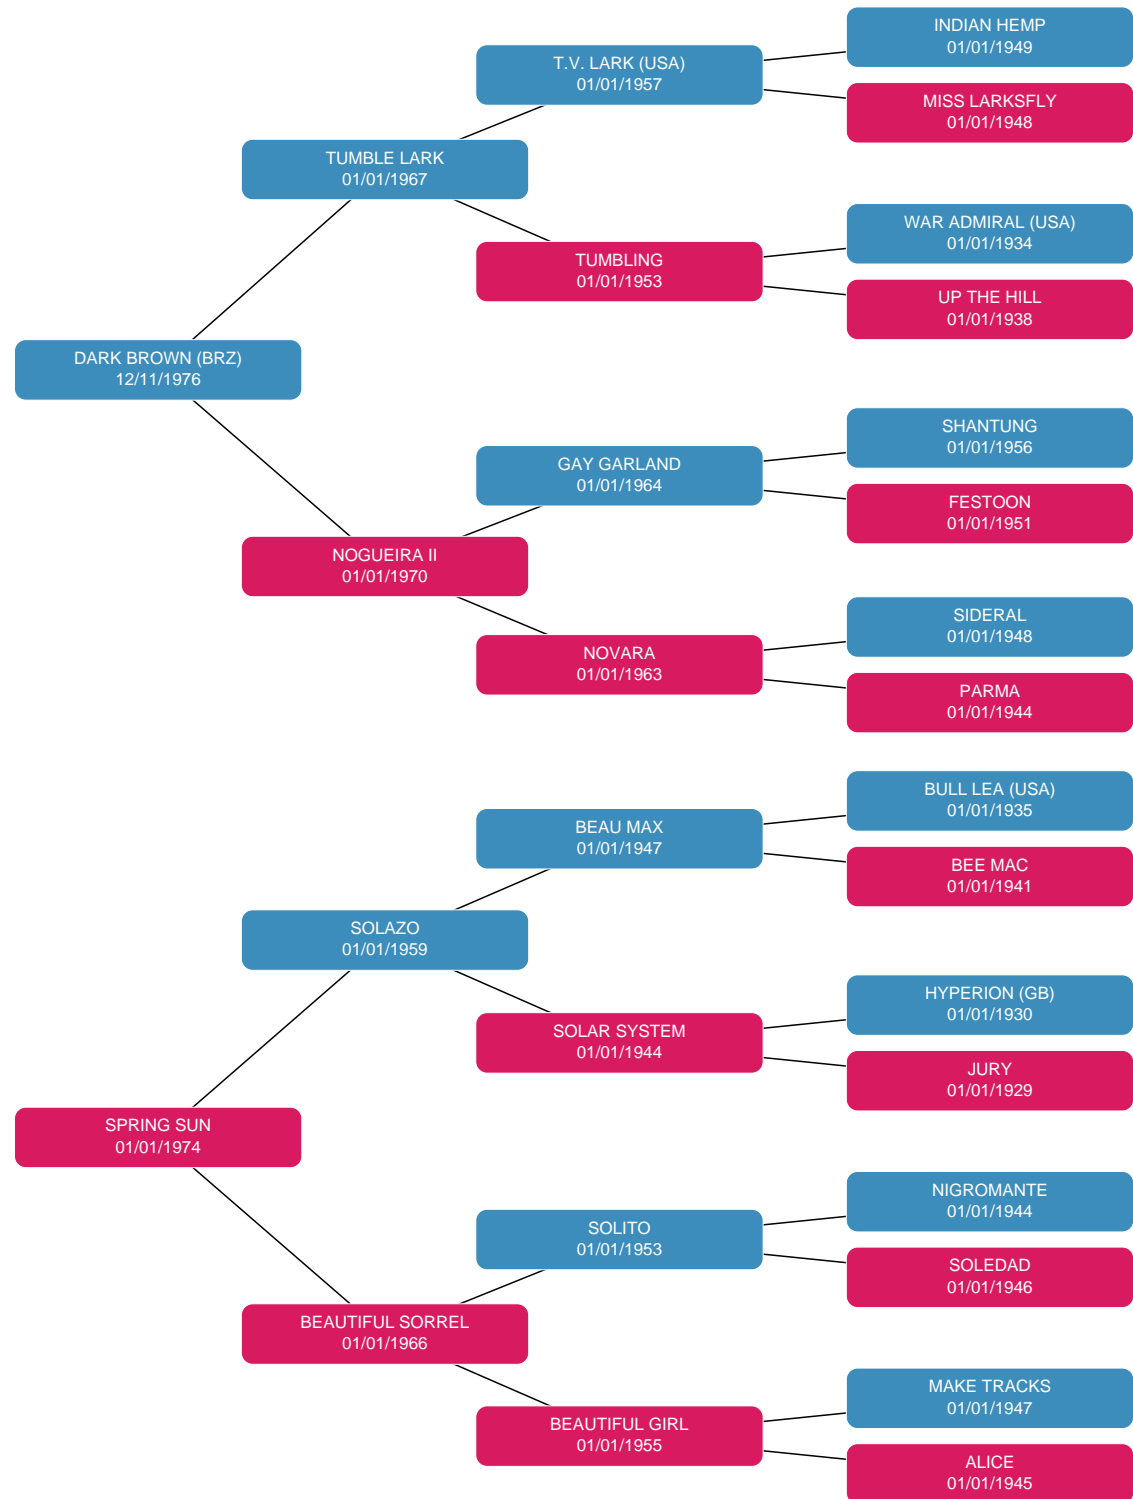 INDIAN HEMP
01/01/1949
T.V. LARK (USA)
01/01/1957
MISS LARKSFLY
01/01/1948
TUMBLE LARK
01/01/1967
WAR ADMIRAL (USA)
01/01/1934
TUMBLING
01/01/1953
UP THE HILL
01/01/1938
DARK BROWN (BRZ)
12/11/1976
SHANTUNG
01/01/1956
GAY GARLAND
01/01/1964
FESTOON
01/01/1951
NOGUEIRA II
01/01/1970
SIDERAL
01/01/1948
NOVARA
01/01/1963
PARMA
01/01/1944
BULL LEA (USA)
01/01/1935
BEAU MAX
01/01/1947
BEE MAC
01/01/1941
SOLAZO
01/01/1959
HYPERION (GB)
01/01/1930
SOLAR SYSTEM
01/01/1944
JURY
01/01/1929
SPRING SUN
01/01/1974
NIGROMANTE
01/01/1944
SOLITO
01/01/1953
SOLEDAD
01/01/1946
BEAUTIFUL SORREL
01/01/1966
MAKE TRACKS
01/01/1947
BEAUTIFUL GIRL
01/01/1955
ALICE
01/01/1945